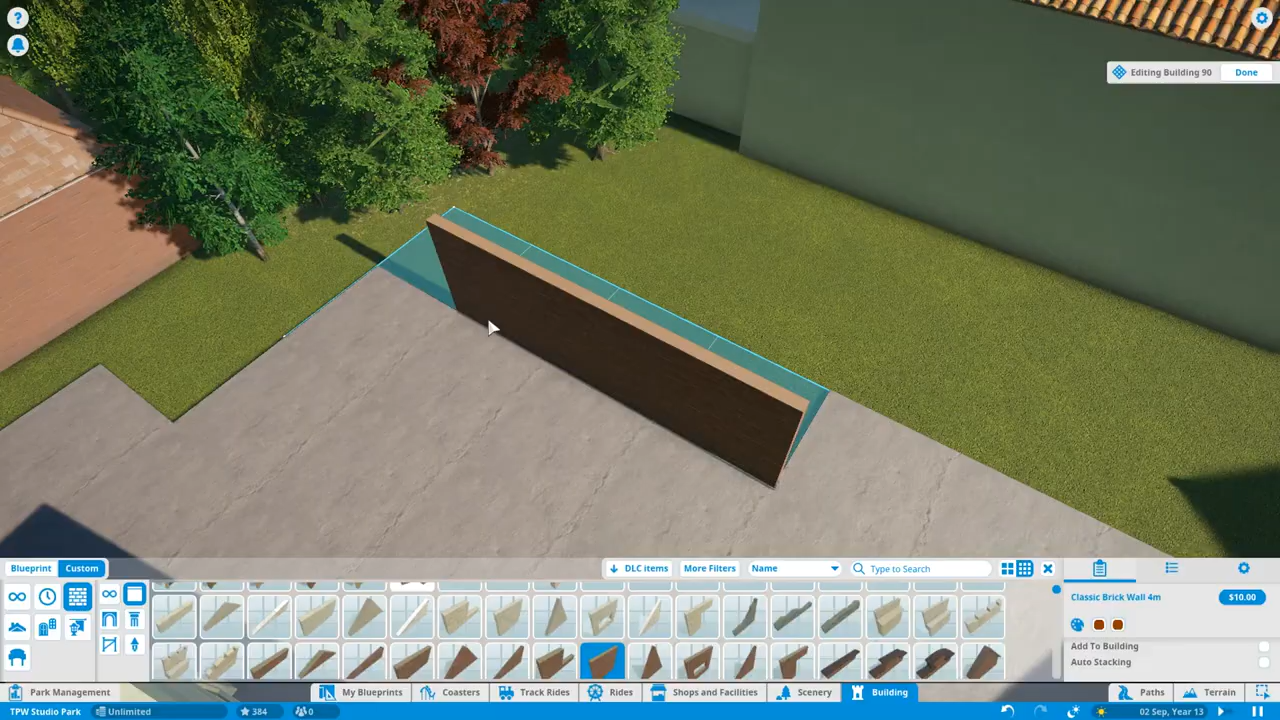 ?
Editing Building 90
Done
Blueprint
Custom
DLC items
More Filters
Name
Type to Search
Classic Brick Wall 4m
$10.00
Add To Building
Auto Stacking
Park Management
My Blueprints
Coasters
Track Rides
Rides
Shops and Facilities
Scenery
Building
Paths
Terrain
TPW Studio Park
Unlimited
384
0
02 Sep, Year 13